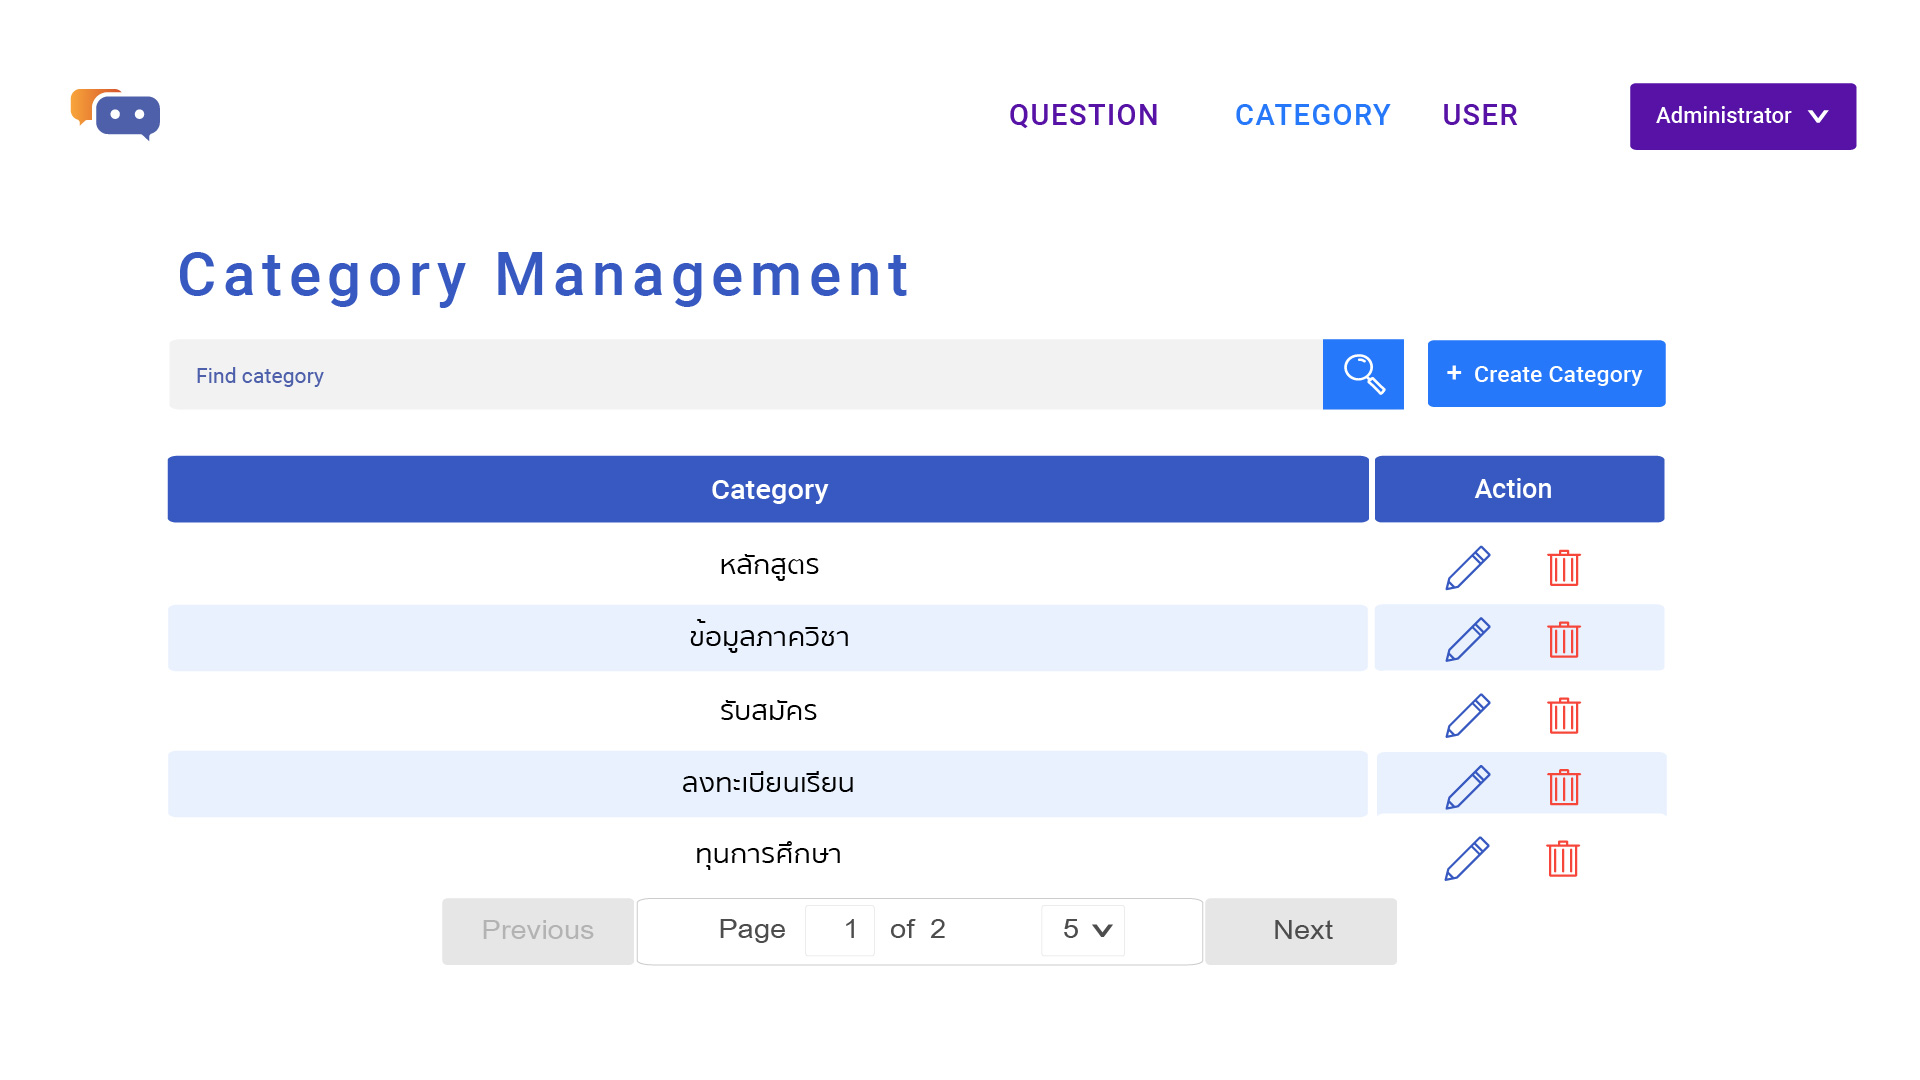 QUESTION CATEGORY USER Administrator
Category Management
Find category + Create Category
Category Action
หลักสูตร
ข้อมูลภาควิชา
รับสมัคร
ลงทะเบียนเรียน
ทุนการศึกษา
Previous Page 1 of 2 5 Next